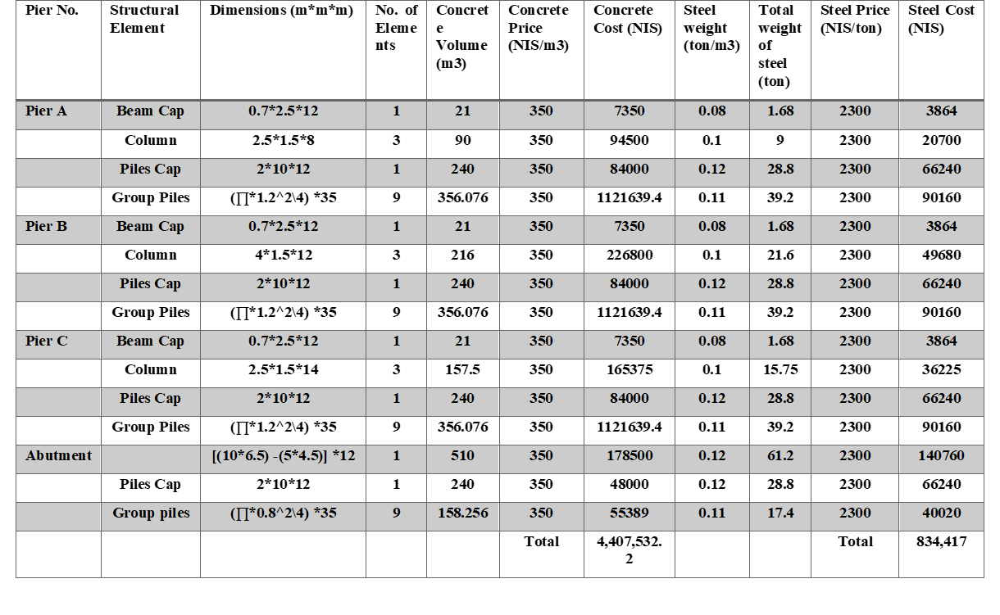 Pier No. Structural Element Dimensions (m*m*m) No. of Eleme nts Concret e Volume (m3) Concrete Price (NIS/m3) Concrete Cost (NIS) Steel weight (ton/m3) Total weight of steel (ton) Steel Price (NIS/ton) Steel Cost (NIS)
Pier A Beam Cap 0.7*2.5*12 1 21 350 7350 0.08 1.68 2300 3864
Column 2.5*1.5*8 3 90 350 94500 0.1 9 2300 20700
Piles Cap 2*10*12 1 240 350 84000 0.12 28.8 2300 66240
Group Piles (∏*1.2^2\4) *35 9 356.076 350 1121639.4 0.11 39.2 2300 90160
Pier B Beam Cap 0.7*2.5*12 1 21 350 7350 0.08 1.68 2300 3864
Column 4*1.5*12 3 216 350 226800 0.1 21.6 2300 49680
Piles Cap 2*10*12 1 240 350 84000 0.12 28.8 2300 66240
Group Piles (∏*1.2^2\4) *35 9 356.076 350 1121639.4 0.11 39.2 2300 90160
Pier C Beam Cap 0.7*2.5*12 1 21 350 7350 0.08 1.68 2300 3864
Column 2.5*1.5*14 3 157.5 350 165375 0.1 15.75 2300 36225
Piles Cap 2*10*12 1 240 350 84000 0.12 28.8 2300 66240
Group Piles (∏*1.2^2\4) *35 9 356.076 350 1121639.4 0.11 39.2 2300 90160
Abutment [(10*6.5) -(5*4.5)] *12 1 510 350 178500 0.12 61.2 2300 140760
Piles Cap 2*10*12 1 240 350 48000 0.12 28.8 2300 66240
Group piles (∏*0.8^2\4) *35 9 158.256 350 55389 0.11 17.4 2300 40020
Total 4,407,532. 2 Total 834,417